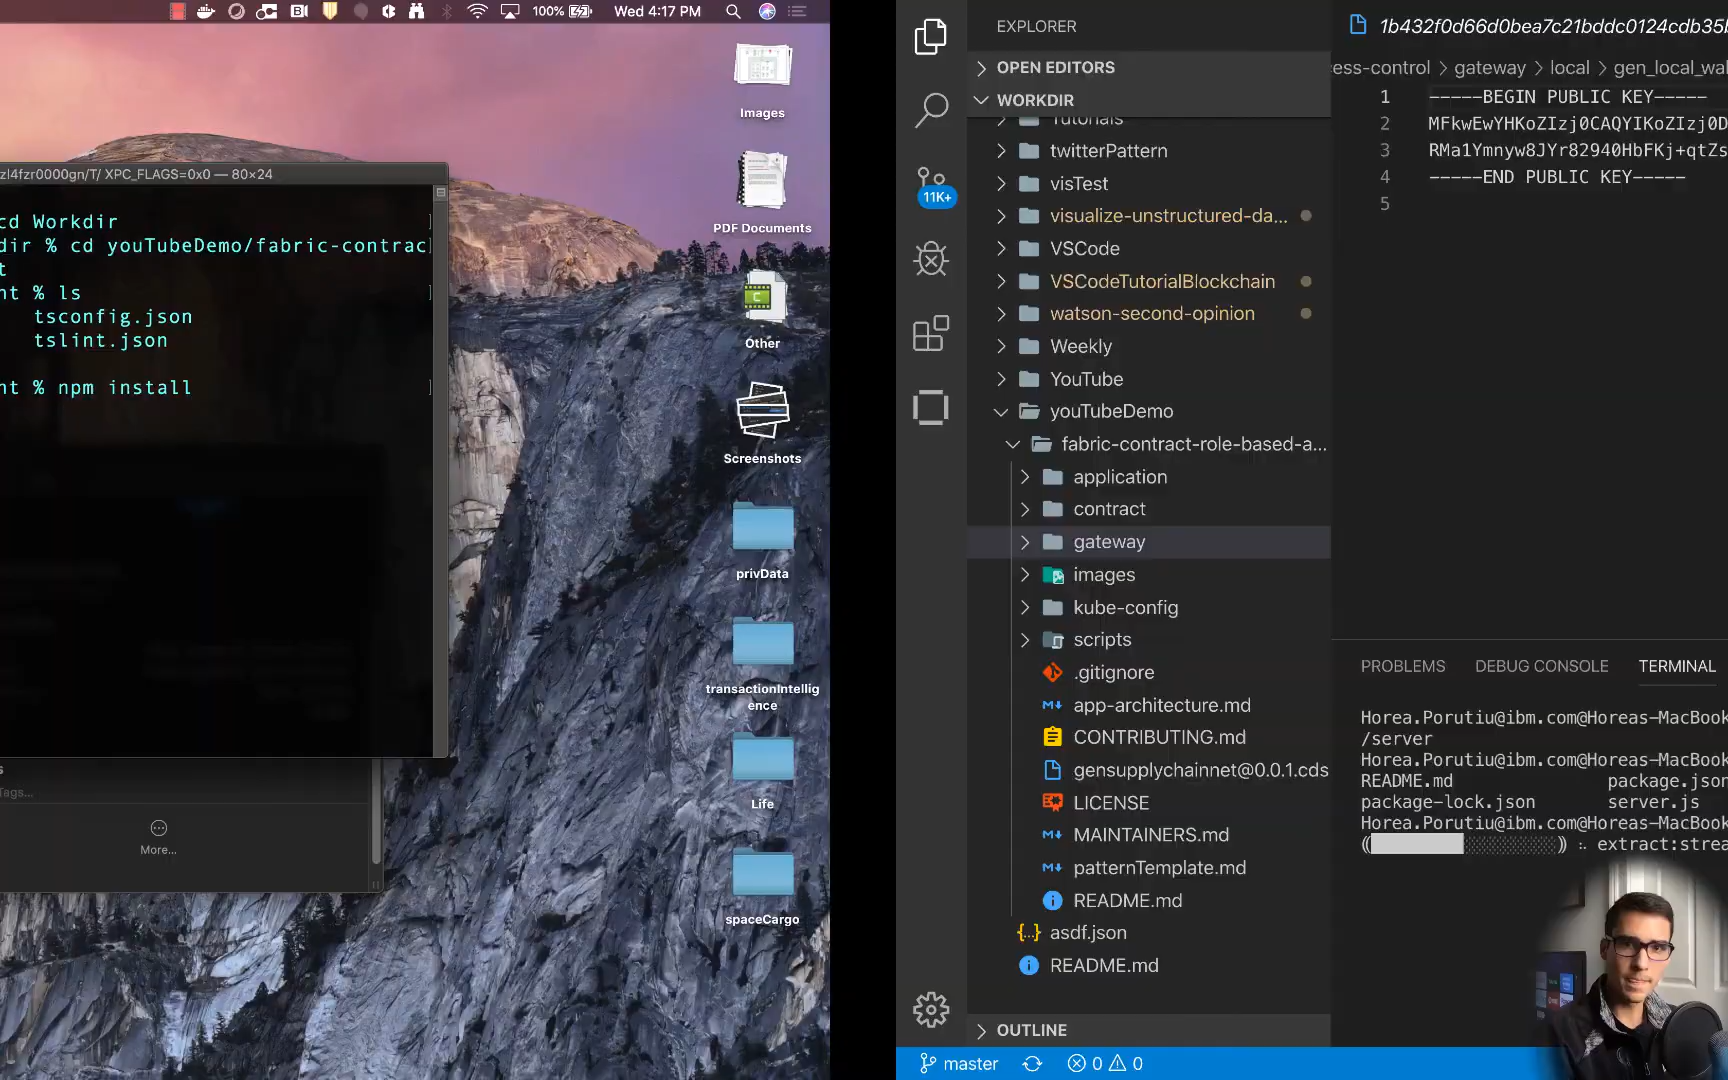 100%
Wed 4:17 PM
Images
PDF Documents
Other
Screenshots
privData
transactionIntellig
ence
Life
spaceCargo
zl4fzr0000gn/T/ XPC_FLAGS=0x0 — 80×24
cd Workdir
dir % cd youTubeDemo/fabric-contrac
t
nt % ls
tsconfig.json
tslint.json
nt % npm install
s
Tags...
More...
EXPLORER
OPEN EDITORS
WORKDIR
Tutorials
twitterPattern
visTest
visualize-unstructured-da...
VSCode
VSCodeTutorialBlockchain
watson-second-opinion
Weekly
YouTube
youTubeDemo
fabric-contract-role-based-a...
application
contract
gateway
images
kube-config
scripts
.gitignore
app-architecture.md
CONTRIBUTING.md
gensupplychainnet@0.0.1.cds
LICENSE
MAINTAINERS.md
patternTemplate.md
README.md
asdf.json
README.md
OUTLINE
11K+
master
0
0
1b432f0d66d0bea7c21bddc0124cdb35b
ess-control > gateway > local > gen_local_wal
1 -----BEGIN PUBLIC KEY-----
2 MFkwEwYHKoZIzj0CAQYIKoZIzj0D
3 RMa1Ymnyw8JYr82940HbFKj+qtZs
4 -----END PUBLIC KEY-----
5
PROBLEMS DEBUG CONSOLE TERMINAL
Horea.Porutiu@ibm.com@Horeas-MacBook
/server
Horea.Porutiu@ibm.com@Horeas-MacBook
README.md package.json
package-lock.json server.js
Horea.Porutiu@ibm.com@Horeas-MacBook
extract:strea